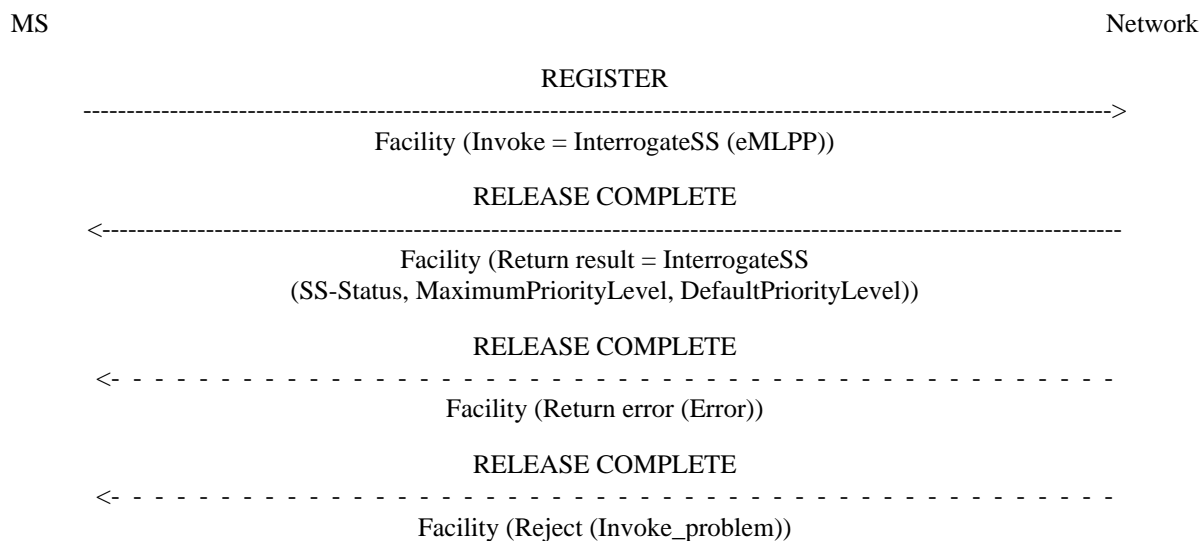 MS Network
REGISTER
Facility (Invoke = InterrogateSS (eMLPP))
RELEASE COMPLETE
Facility (Return result = InterrogateSS
(SS-Status, MaximumPriorityLevel, DefaultPriorityLevel))
RELEASE COMPLETE
Facility (Return error (Error))
RELEASE COMPLETE
Facility (Reject (Invoke_problem))